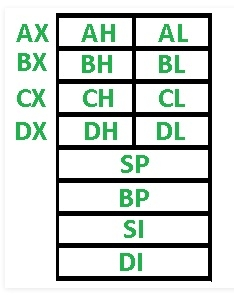 AX AH AL
BX BH BL
CX CH CL
DX DH DL
SP
BP
SI
DI